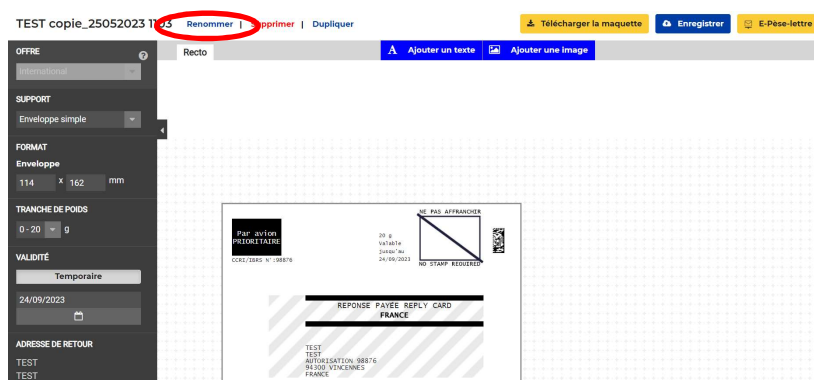 TEST copie_25052023 1103 Renommer | Supprimer | Dupliquer
Télécharger la maquette
Enregistrer
E-Pèse-lettre
OFFRE
International
SUPPORT
Enveloppe simple
FORMAT
Enveloppe
114 x 162 mm
TRANCHE DE POIDS
0 - 20 g
VALIDITÉ
Temporaire
24/09/2023
ADRESSE DE RETOUR
TEST
TEST
Recto
A Ajouter un texte
Ajouter une image
Par avion
PRIORITAIRE
CCRI/IBRS N°:98876
20 g
Valable
jusqu'au
24/09/2023
NE PAS AFFRANCHIR
NO STAMP REQUIRED
REPONSE PAYÉE REPLY CARD
FRANCE
TEST
TEST
AUTORISATION 98876
94300 VINCENNES
FRANCE